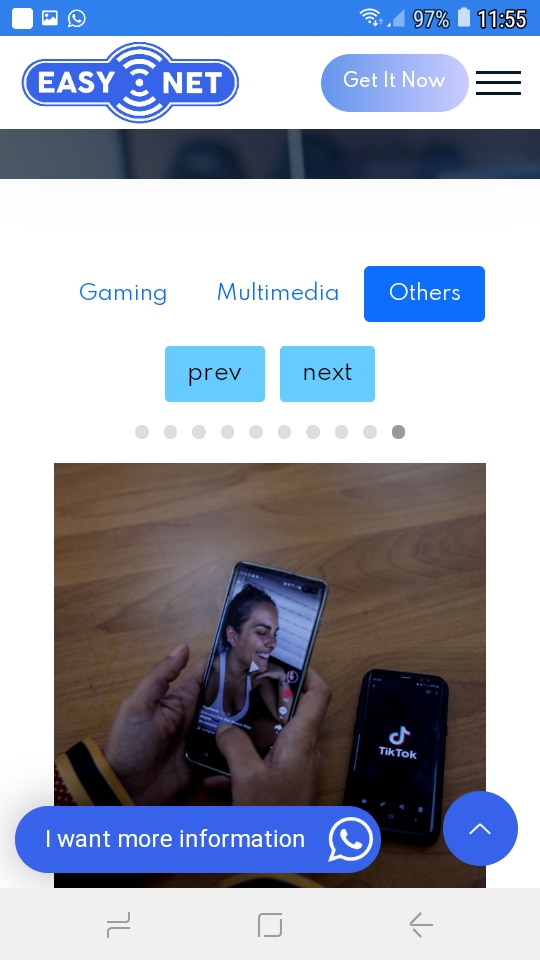 97% 11:55
EASY NET
Get It Now
Gaming Multimedia Others
prev next
TikTok
I want more information